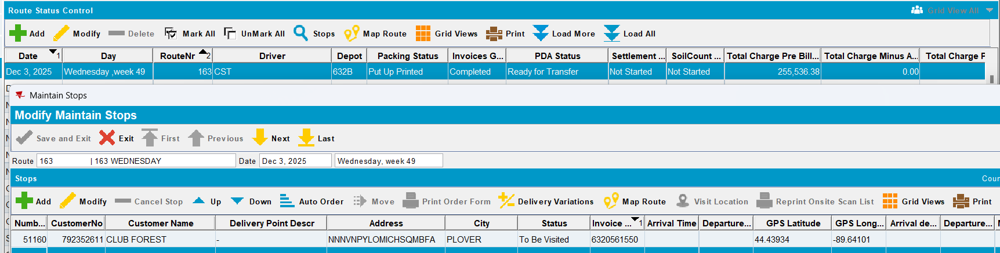 Route Status Control Grid View All
Add Modify Delete Mark All UnMark All Stops Map Route Grid Views Print Load More Load All
Date 1 Day RouteNr 2 Driver Depot Packing Status Invoices G... PDA Status Settlement ... SoilCount ... Total Charge Pre Bill... Total Charge Minus A... Total Charge F
Dec 3, 2025 Wednesday ,week 49 163 CST 632B Put Up Printed Completed Ready for Transfer Not Started Not Started 255,536.38 0.00
Maintain Stops
Modify Maintain Stops
Save and Exit Exit First Previous Next Last
Route 163 | 163 WEDNESDAY Date Dec 3, 2025 Wednesday, week 49
Stops Cour
Add Modify Cancel Stop Up Down Auto Order Move Print Order Form Delivery Variations Map Route Visit Location Reprint Onsite Scan List Grid Views Print
Numb... CustomerNo Customer Name Delivery Point Descr Address City Status Invoice ... 1 Arrival Time Departure... GPS Latitude GPS Long... Arrival de... Departure...
51160 792352611 CLUB FOREST - NNNVNPYLOMICHSQMBFA PLOVER To Be Visited 6320561550 44.43934 -89.64101